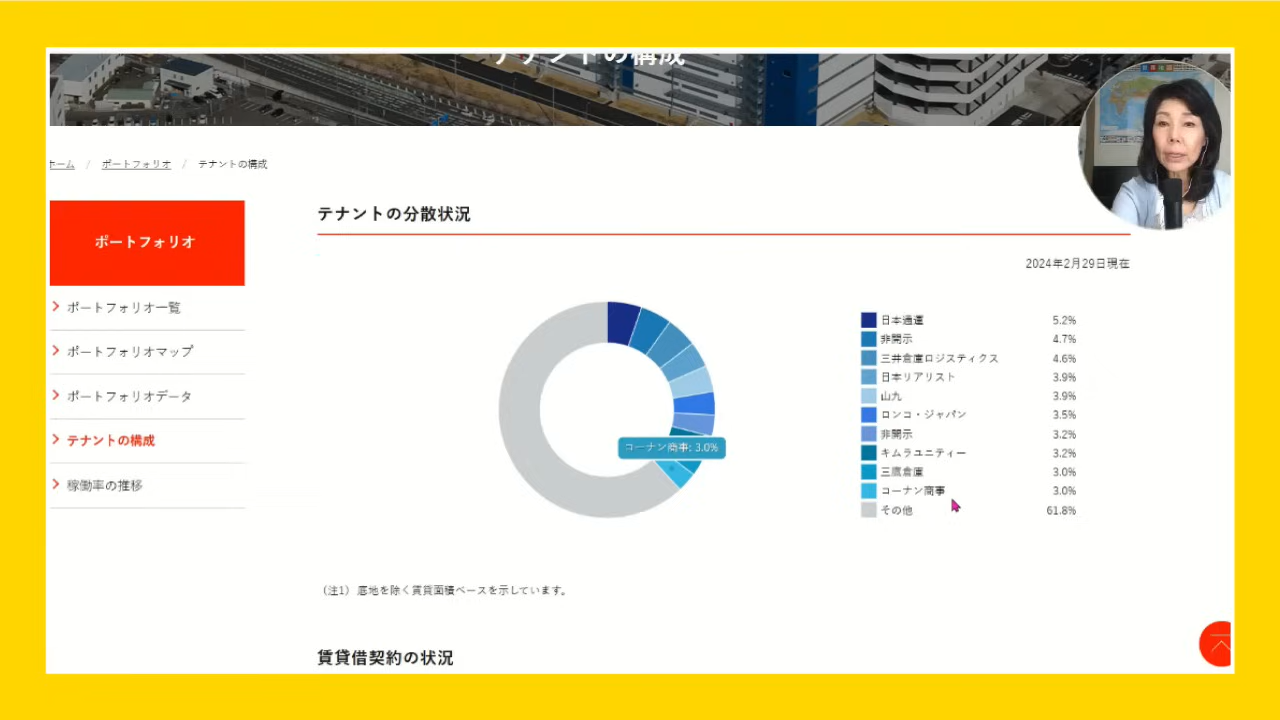 テナントの構成
ホーム / ポートフォリオ / テナントの構成
ポートフォリオ
ポートフォリオ一覧
ポートフォリオマップ
ポートフォリオデータ
テナントの構成
稼働率の推移
テナントの分散状況
2024年2月29日現在
コーナン商事: 3.0%
日本通運 5.2%
非開示 4.7%
三井倉庫ロジスティクス 4.6%
日本リアリスト 3.9%
山九 3.9%
ロンコ・ジャパン 3.5%
非開示 3.2%
キムラユニティー 3.2%
三鷹倉庫 3.0%
コーナン商事 3.0%
その他 61.8%
(注1) 底地を除く賃貸面積ベースを示しています。
賃貸借契約の状況